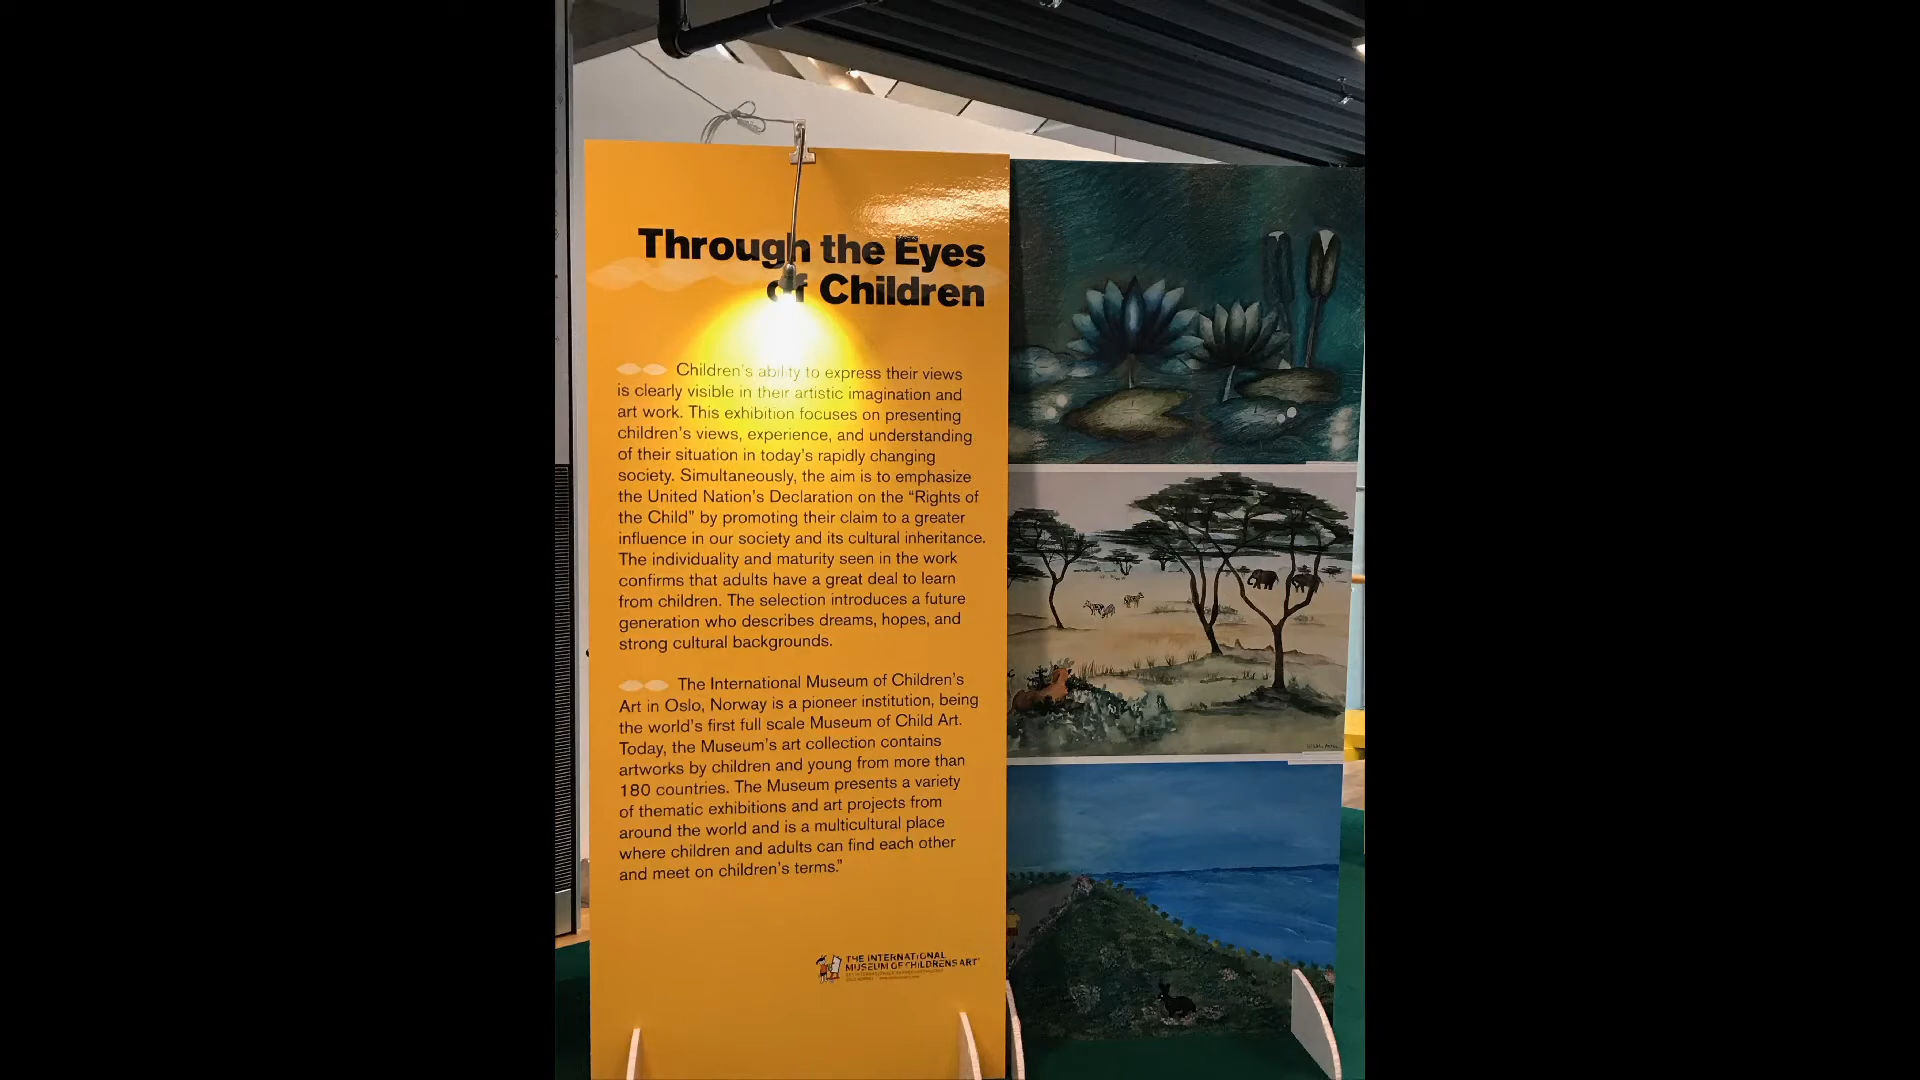 Through the Eyes
of Children
Children's ability to express their views
is clearly visible in their artistic imagination and
art work. This exhibition focuses on presenting
children's views, experience, and understanding
of their situation in today's rapidly changing
society. Simultaneously, the aim is to emphasize
the United Nation's Declaration on the “Rights of
the Child” by promoting their claim to a greater
influence in our society and its cultural inheritance.
The individuality and maturity seen in the work
confirms that adults have a great deal to learn
from children. The selection introduces a future
generation who describes dreams, hopes, and
strong cultural backgrounds.
The International Museum of Children's
Art in Oslo, Norway is a pioneer institution, being
the world's first full scale Museum of Child Art.
Today, the Museum's art collection contains
artworks by children and young from more than
180 countries. The Museum presents a variety
of thematic exhibitions and art projects from
around the world and is a multicultural place
where children and adults can find each other
and meet on children's terms.”
THE INTERNATIONAL
MUSEUM OF CHILDRENS ART